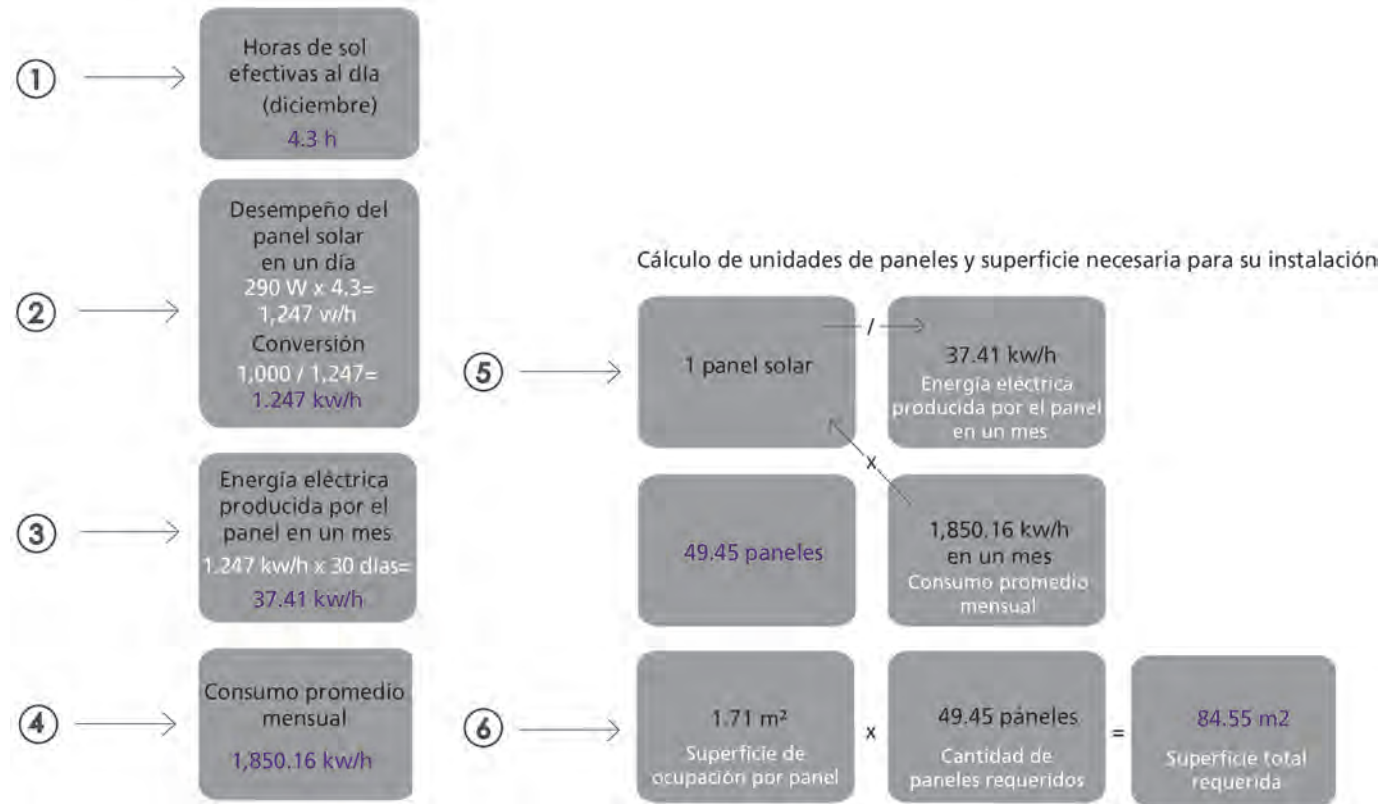 1
Horas de sol
efectivas al día
(diciembre)
4.3 h
2
Desempeño del
panel solar
en un día
290 W x 4.3=
1,247 w/h
Conversión
1,000 / 1,247=
1.247 kw/h
3
Energía eléctrica
producida por el
panel en un mes
1.247 kw/h x 30 días=
37.41 kw/h
4
Consumo promedio
mensual
1,850.16 kw/h
Cálculo de unidades de paneles y superficie necesaria para su instalación
5
1 panel solar
/
37.41 kw/h
Energía eléctrica
producida por el panel
en un mes
x
49.45 paneles
1,850.16 kw/h
en un mes
Consumo promedio
mensual
6
1.71 m²
Superficie de
ocupación por panel
x
49.45 páneles
Cantidad de
paneles requeridos
=
84.55 m2
Superficie total
requerida